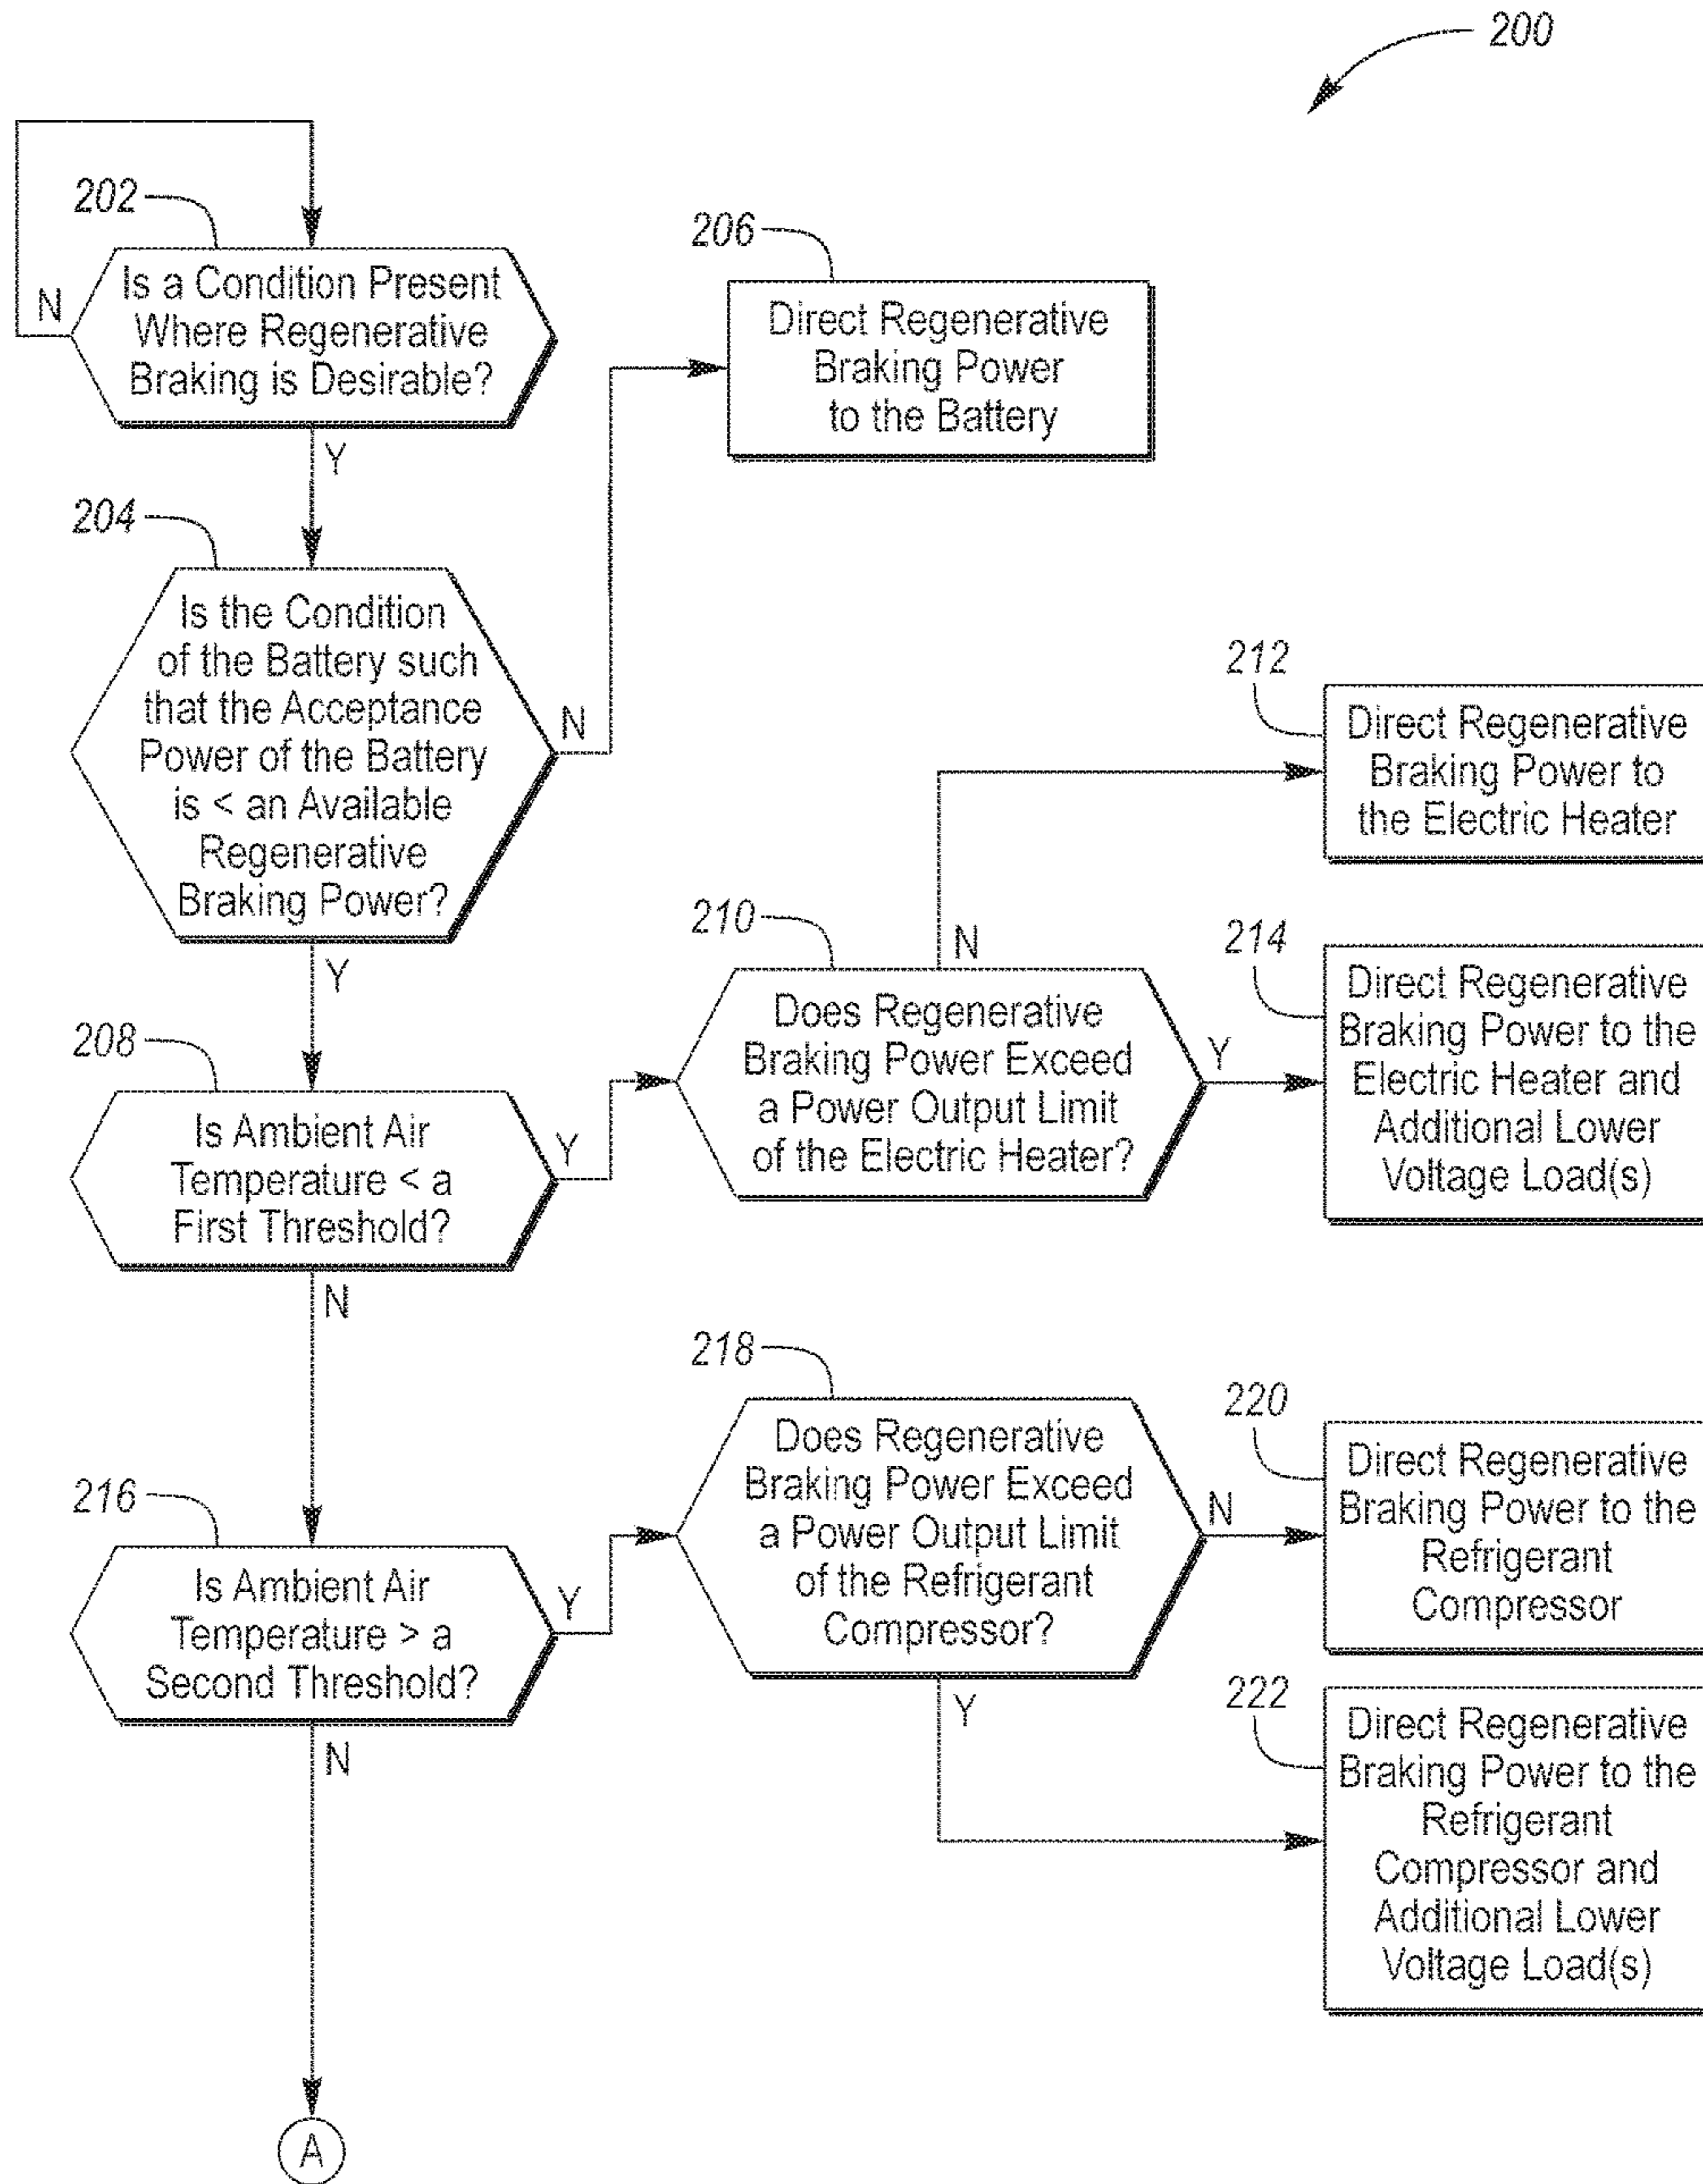 200
202
Is a Condition Present
Where Regenerative
Braking is Desirable?
N
Y
206
Direct Regenerative
Braking Power
to the Battery
204
Is the Condition
of the Battery such
that the Acceptance
Power of the Battery
is < an Available
Regenerative
Braking Power?
N
Y
208
Is Ambient Air
Temperature < a
First Threshold?
Y
N
210
Does Regenerative
Braking Power Exceed
a Power Output Limit
of the Electric Heater?
N
Y
212
Direct Regenerative
Braking Power to
the Electric Heater
214
Direct Regenerative
Braking Power to the
Electric Heater and
Additional Lower
Voltage Load(s)
216
Is Ambient Air
Temperature > a
Second Threshold?
Y
N
218
Does Regenerative
Braking Power Exceed
a Power Output Limit
of the Refrigerant
Compressor?
N
Y
220
Direct Regenerative
Braking Power to the
Refrigerant
Compressor
222
Direct Regenerative
Braking Power to the
Refrigerant
Compressor and
Additional Lower
Voltage Load(s)
A